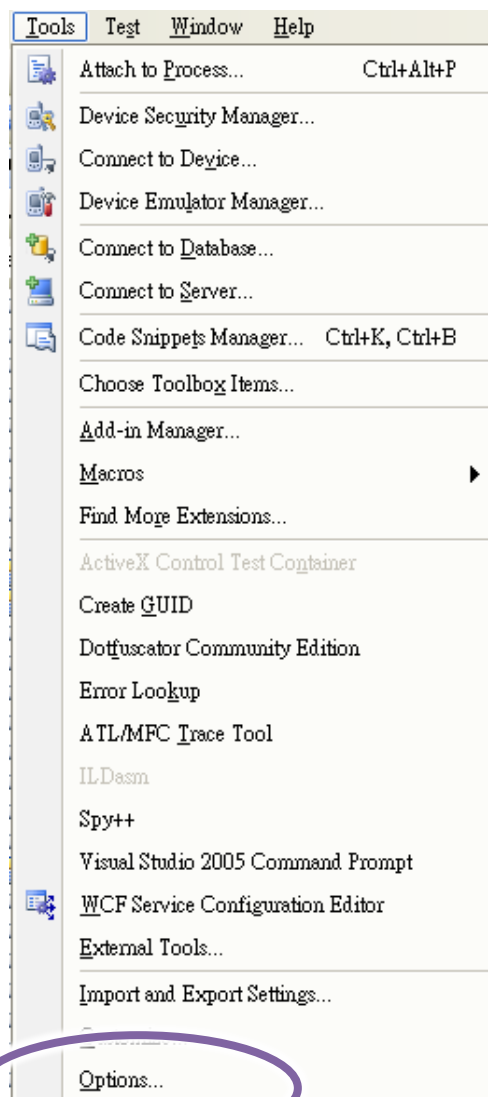 Tools Test Window Help
Attach to Process... Ctrl+Alt+P
Device Security Manager...
Connect to Device...
Device Emulator Manager...
Connect to Database...
Connect to Server...
Code Snippets Manager... Ctrl+K, Ctrl+B
Choose Toolbox Items...
Add-in Manager...
Macros
Find More Extensions...
ActiveX Control Test Container
Create GUID
Dotfuscator Community Edition
Error Lookup
ATL/MFC Trace Tool
ILDasm
Spy++
Visual Studio 2005 Command Prompt
WCF Service Configuration Editor
External Tools...
Import and Export Settings...
Options...